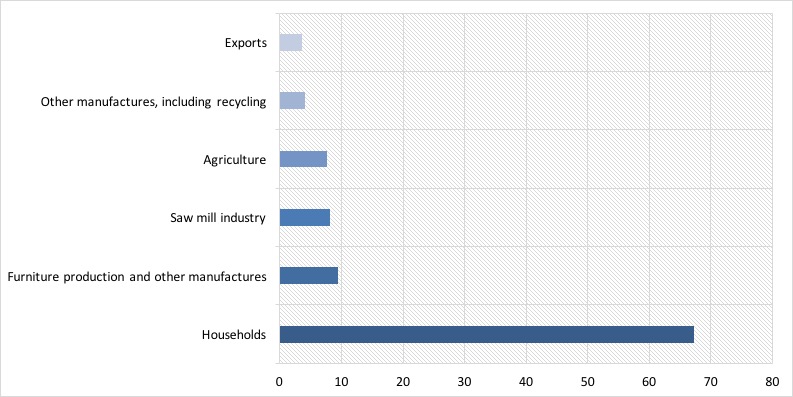 Exports
Other manufactures, including recycling
Agriculture
Saw mill industry
Furniture production and other manufactures
Households
0 10 20 30 40 50 60 70 80